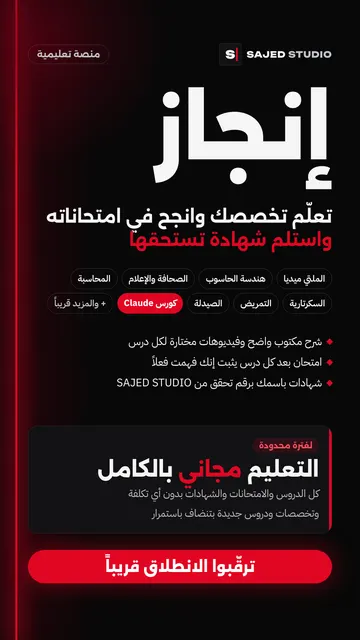 SAJED STUDIO
منصة تعليمية
إنجاز
تعلّم تخصصك وانجح في امتحاناته
واستلم شهادة تستحقها
الملتي ميديا هندسة الحاسوب الصحافة والإعلام المحاسبة
السكرتارية التمريض الصيدلة كورس Claude + والمزيد قريباً
شرح مكتوب واضح وفيديوهات مختارة لكل درس
امتحان بعد كل درس يثبت إنك فهمت فعلاً
شهادات باسمك برقم تحقق من SAJED STUDIO
لفترة محدودة
التعليم مجاني بالكامل
كل الدروس والامتحانات والشهادات بدون أي تكلفة
وتخصصات ودروس جديدة بتنضاف باستمرار
ترقّبوا الانطلاق قريباً